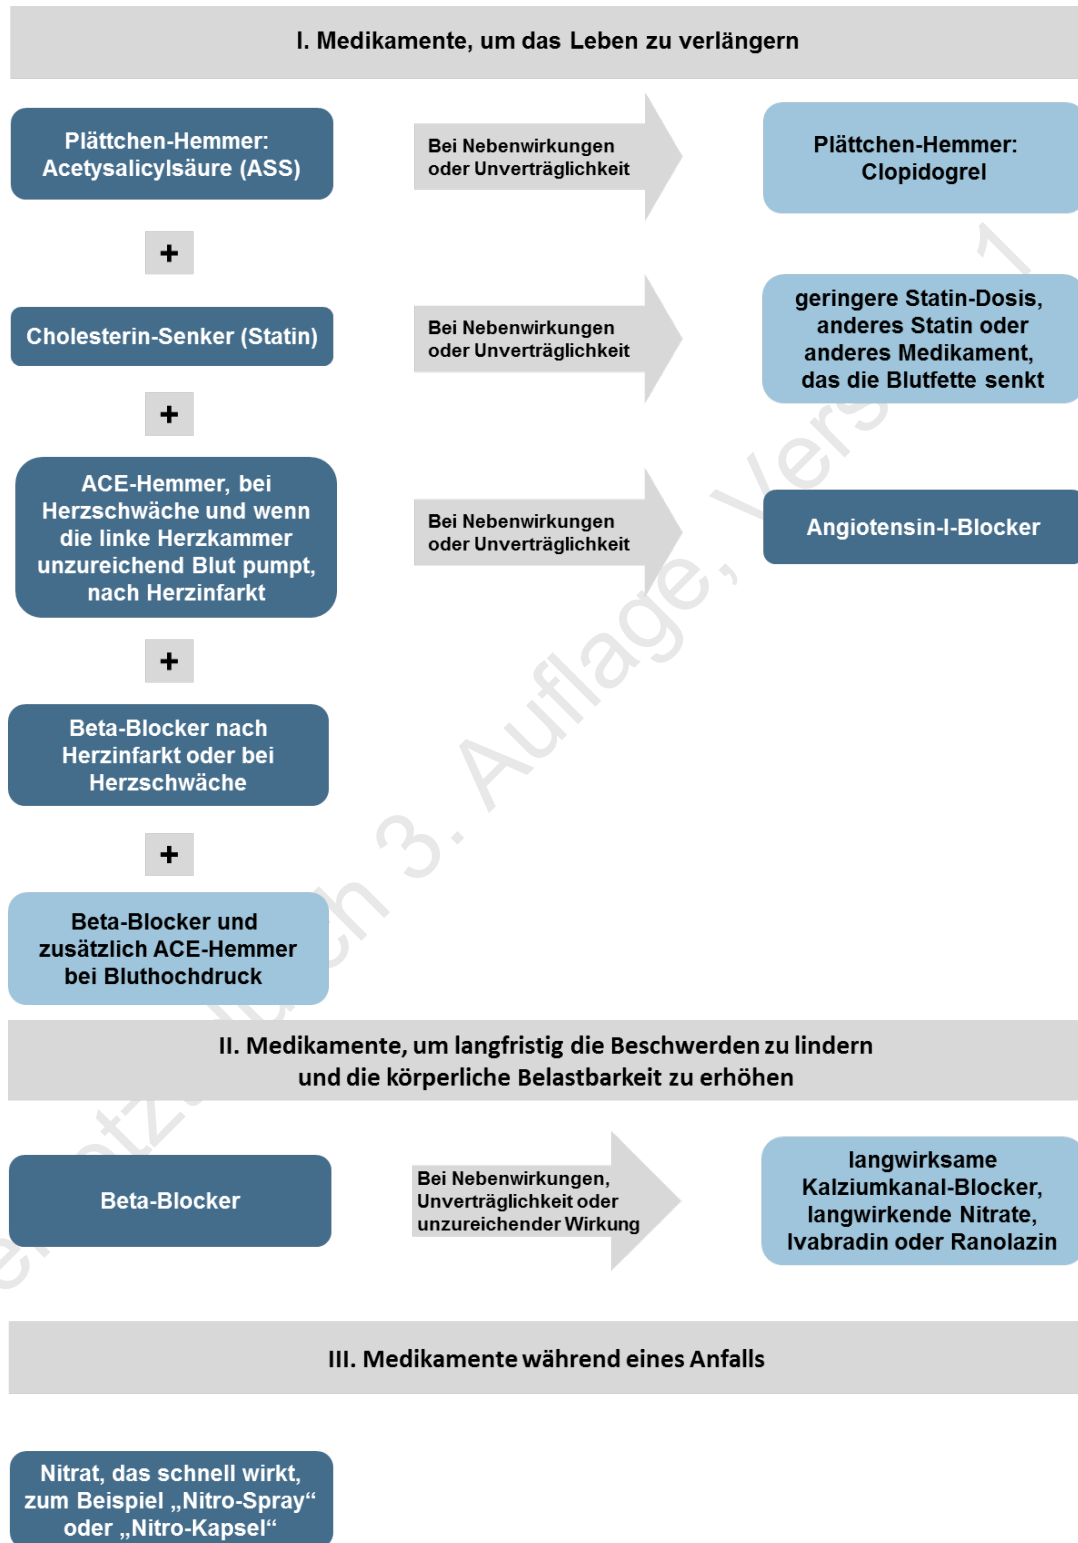 I. Medikamente, um das Leben zu verlängern
Plättchen-Hemmer:
Acetysalicylsäure (ASS)
Bei Nebenwirkungen
oder Unverträglichkeit
Plättchen-Hemmer:
Clopidogrel
+
Cholesterin-Senker (Statin)
Bei Nebenwirkungen
oder Unverträglichkeit
geringere Statin-Dosis,
anderes Statin oder
anderes Medikament,
das die Blutfette senkt
+
ACE-Hemmer, bei
Herzschwäche und wenn
die linke Herzkammer
unzureichend Blut pumpt,
nach Herzinfarkt
Bei Nebenwirkungen
oder Unverträglichkeit
Angiotensin-I-Blocker
+
Beta-Blocker nach
Herzinfarkt oder bei
Herzschwäche
+
Beta-Blocker und
zusätzlich ACE-Hemmer
bei Bluthochdruck
II. Medikamente, um langfristig die Beschwerden zu lindern
und die körperliche Belastbarkeit zu erhöhen
Beta-Blocker
Bei Nebenwirkungen,
Unverträglichkeit oder
unzureichender Wirkung
langwirksame
Kalziumkanal-Blocker,
langwirkende Nitrate,
Ivabradin oder Ranolazin
III. Medikamente während eines Anfalls
Nitrat, das schnell wirkt,
zum Beispiel „Nitro-Spray“
oder „Nitro-Kapsel“
3. Auflage,
1